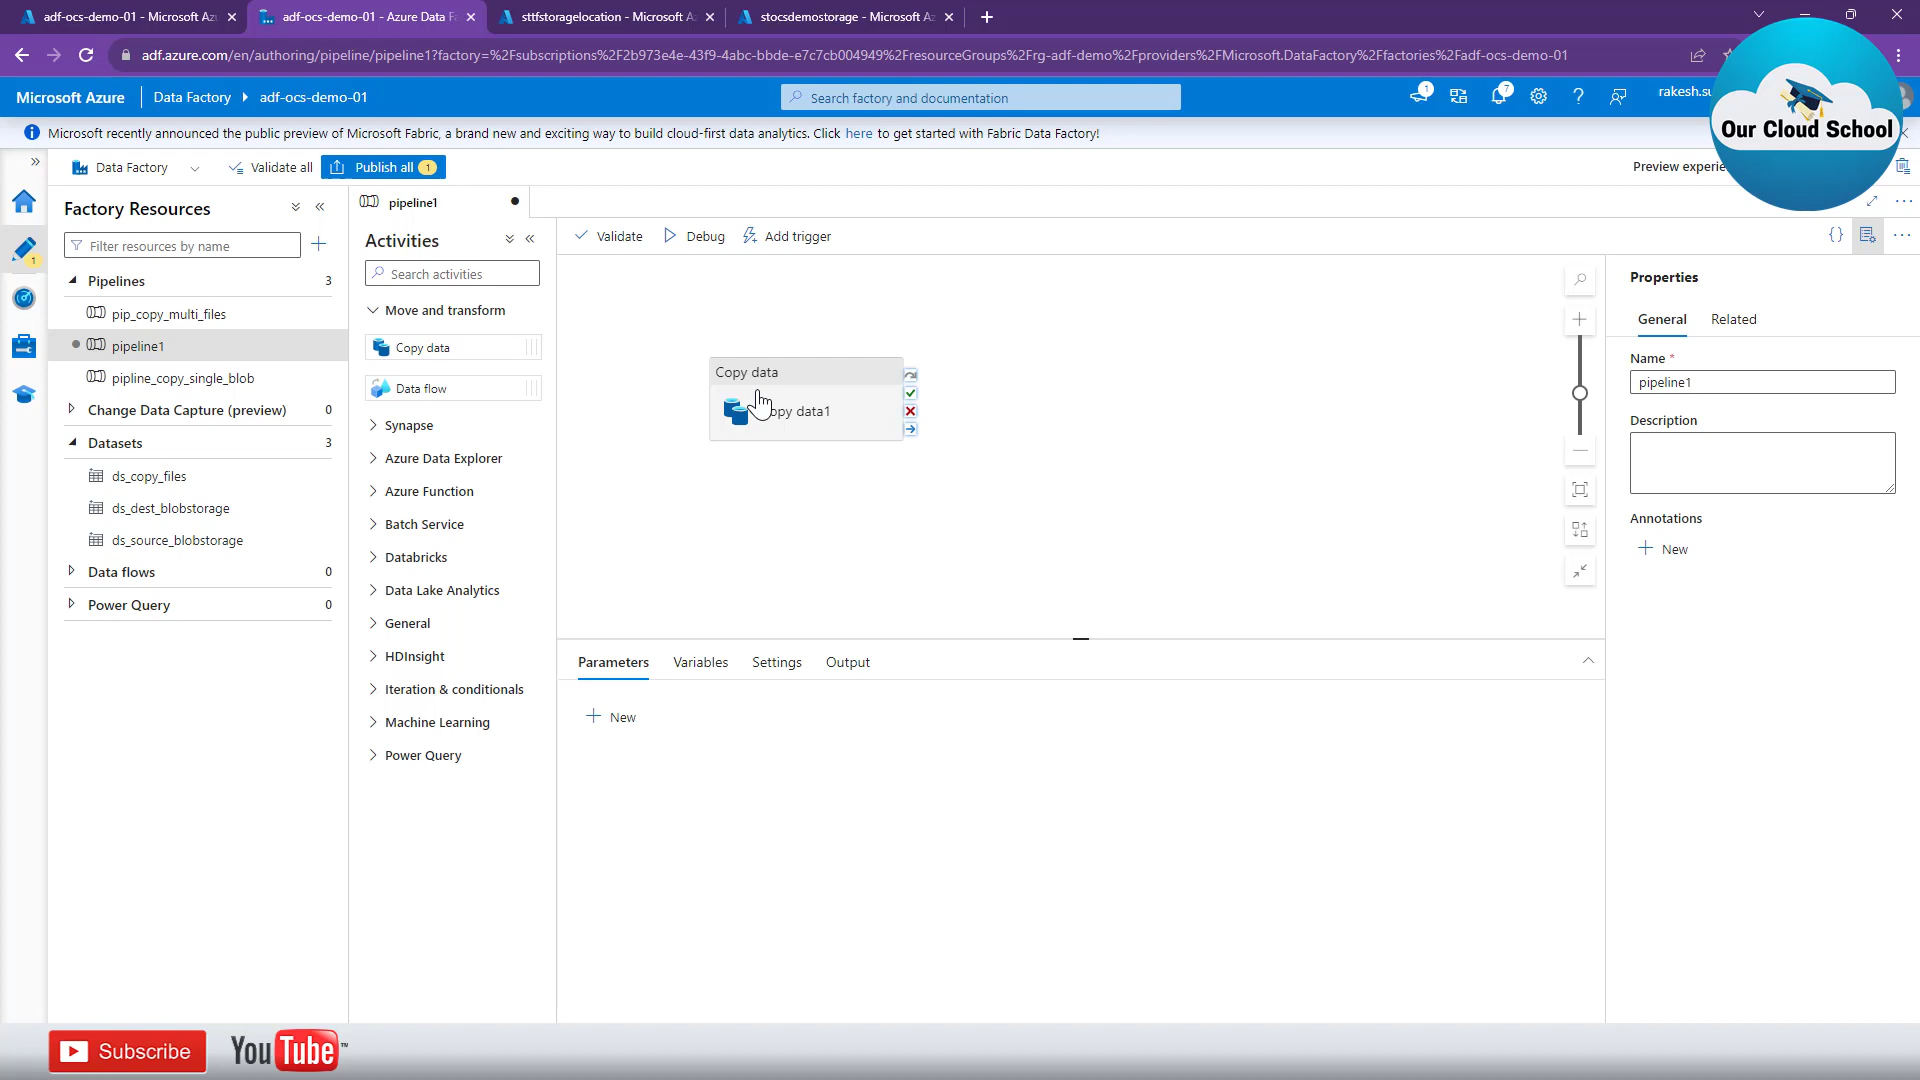 adf-ocs-demo-01 - Microsoft Az
adf-ocs-demo-01 - Azure Data Fa
sttfstoragelocation - Microsoft A
stocsdemostorage - Microsoft Az
adf.azure.com/en/authoring/pipeline/pipeline1?factory=%2Fsubscriptions%2F2b973e4e-43f9-4abc-bbde-e7c7cb004949%2FresourceGroups%2Frg-adf-demo%2Fproviders%2FMicrosoft.DataFactory%2Ffactories%2Fadf-ocs-demo-01
Microsoft Azure
Data Factory
adf-ocs-demo-01
Search factory and documentation
1
7
rakesh.su
Our Cloud School
Microsoft recently announced the public preview of Microsoft Fabric, a brand new and exciting way to build cloud-first data analytics. Click here to get started with Fabric Data Factory!
Data Factory
Validate all
Publish all 1
Preview experie
1
Factory Resources
Filter resources by name
Pipelines 3
pip_copy_multi_files
pipeline1
pipline_copy_single_blob
Change Data Capture (preview) 0
Datasets 3
ds_copy_files
ds_dest_blobstorage
ds_source_blobstorage
Data flows 0
Power Query 0
pipeline1
Activities
Search activities
Move and transform
Copy data
Data flow
Synapse
Azure Data Explorer
Azure Function
Batch Service
Databricks
Data Lake Analytics
General
HDInsight
Iteration & conditionals
Machine Learning
Power Query
Validate
Debug
Add trigger
{}
Copy data
opy data1
Parameters
Variables
Settings
Output
New
Properties
General
Related
Name *
pipeline1
Description
Annotations
New
Subscribe
YouTube™